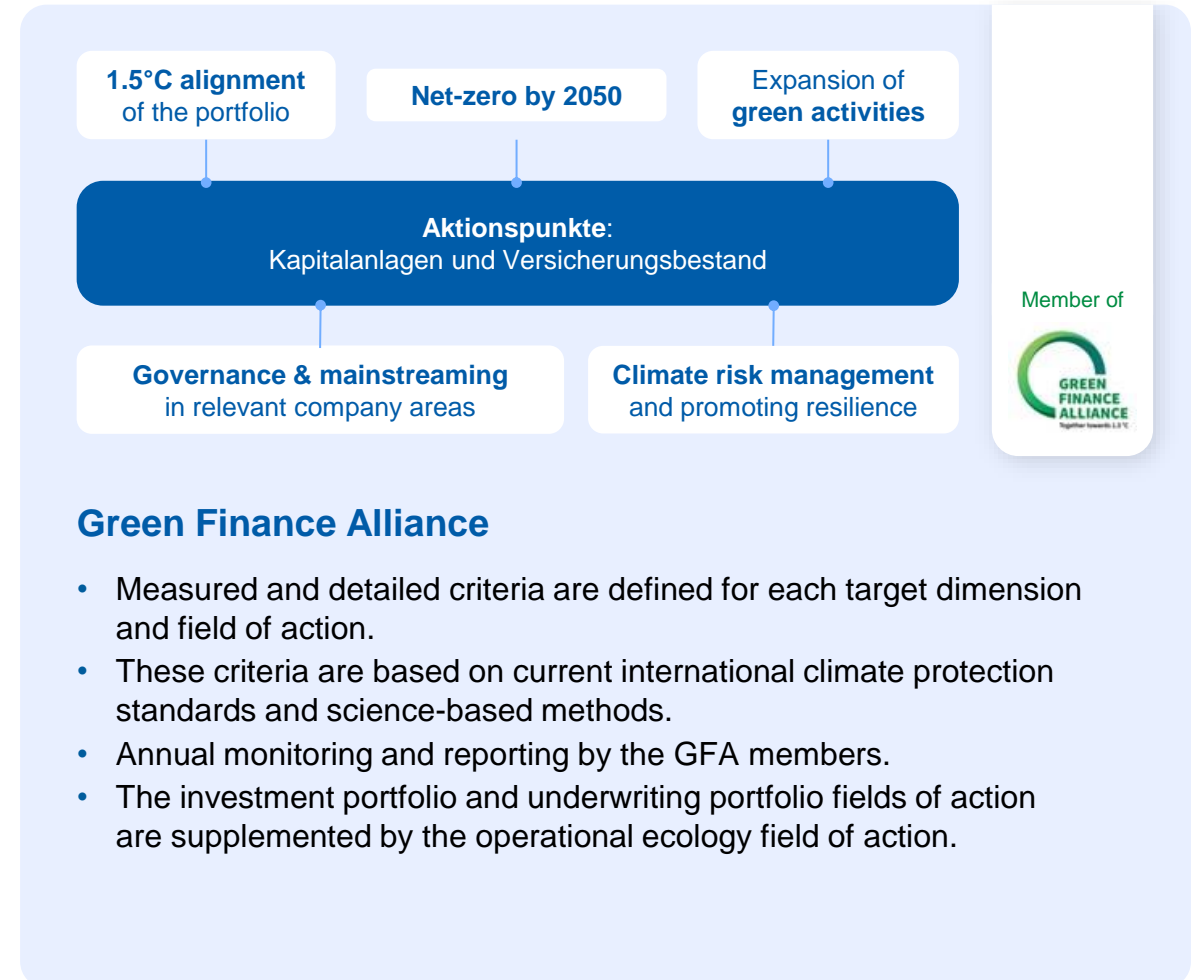 1.5°C alignment
of the portfolio
Net-zero by 2050
Expansion of
green activities
Aktionspunkte:
Kapitalanlagen und Versicherungsbestand
Governance & mainstreaming
in relevant company areas
Climate risk management
and promoting resilience
Member of
GREEN
FINANCE
ALLIANCE
Together towards 1.5 °C
Green Finance Alliance
• Measured and detailed criteria are defined for each target dimension
and field of action.
• These criteria are based on current international climate protection
standards and science-based methods.
• Annual monitoring and reporting by the GFA members.
• The investment portfolio and underwriting portfolio fields of action
are supplemented by the operational ecology field of action.